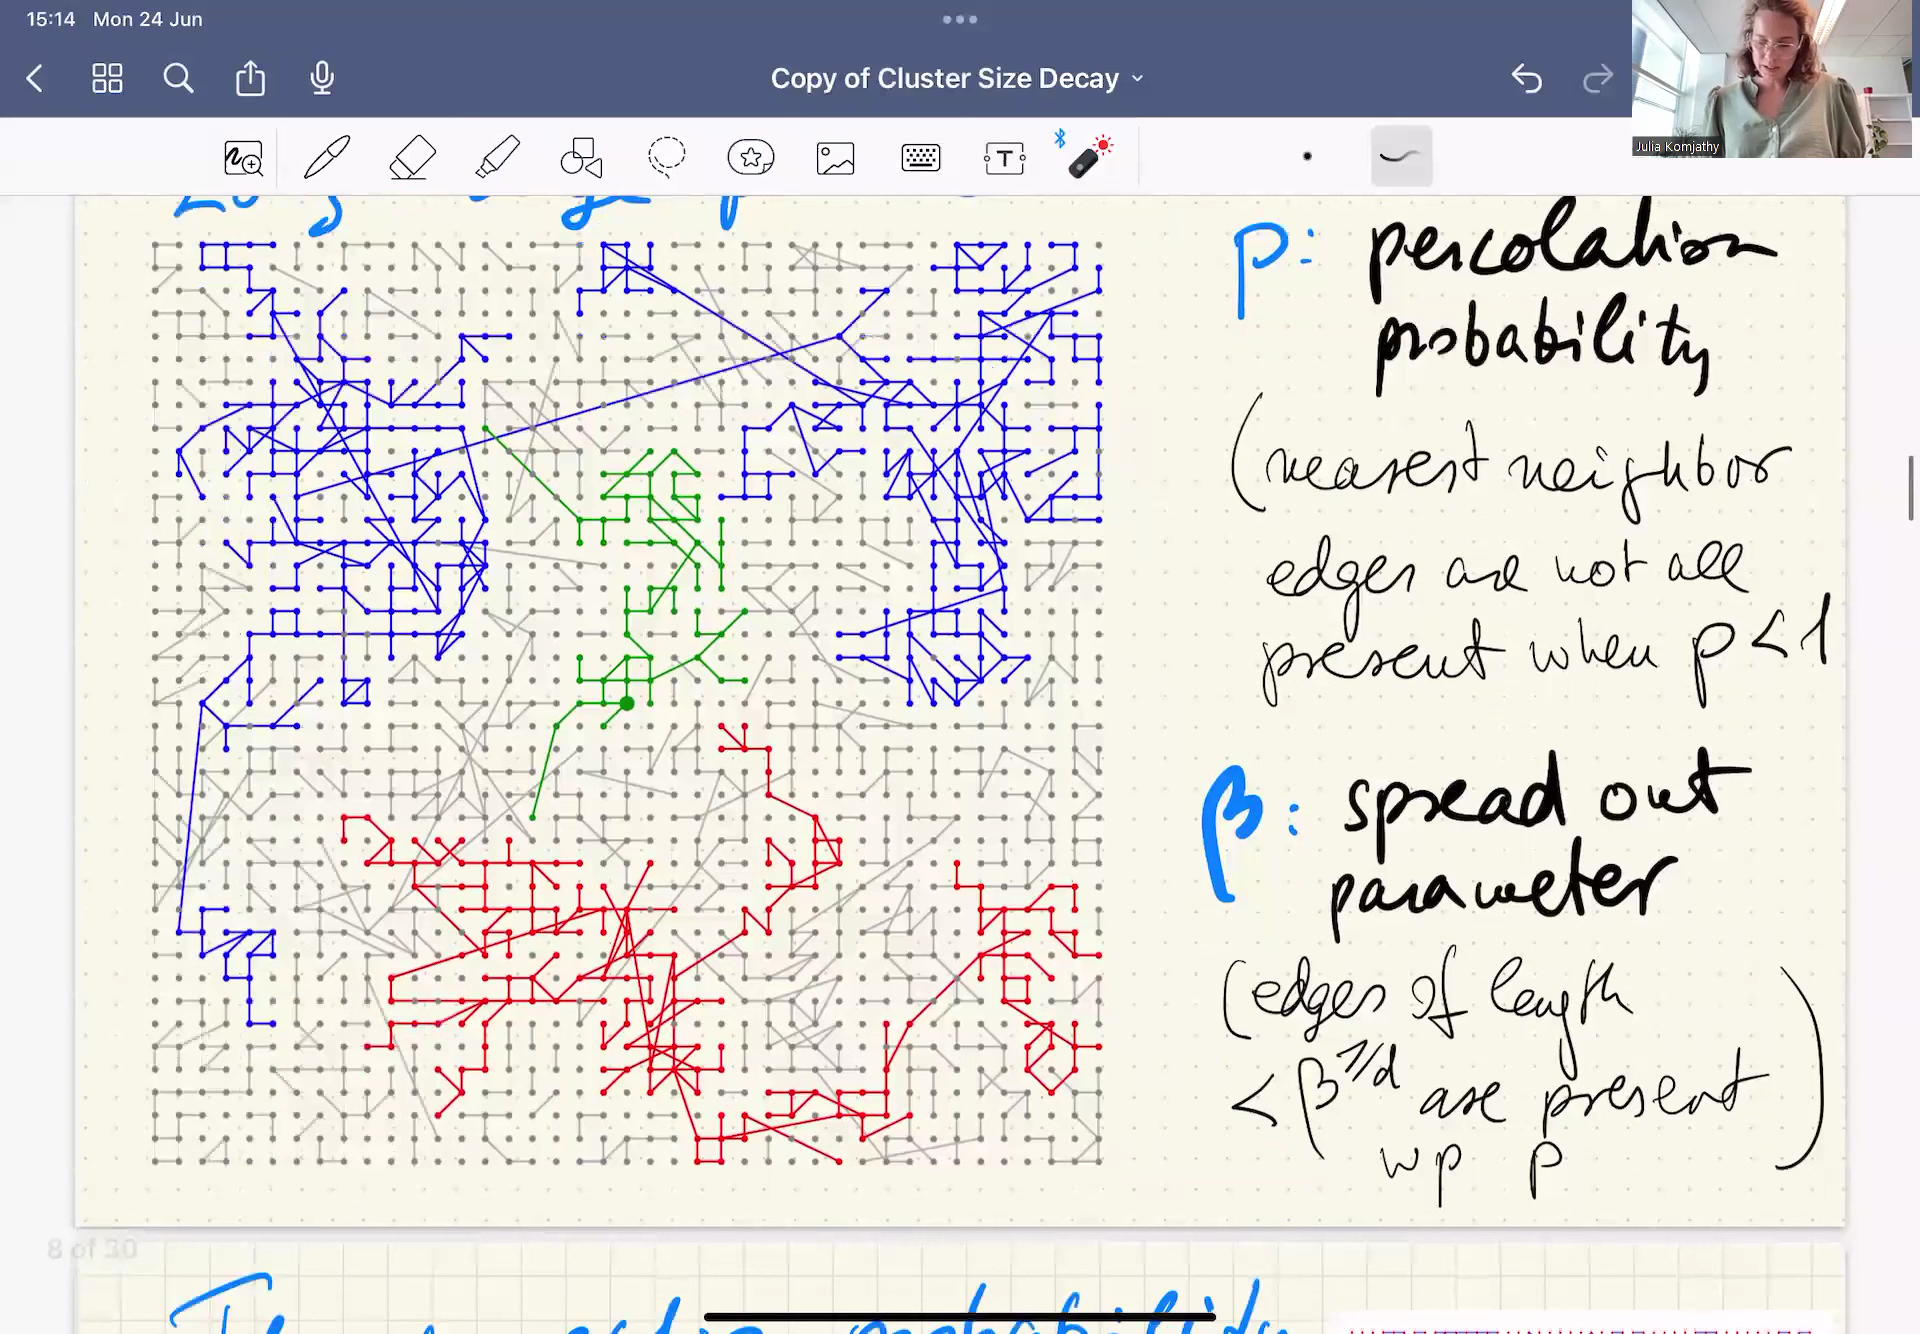 15:14 Mon 24 Jun
Copy of Cluster Size Decay
Julia Komjathy
p: percolation
probability
(nearest neighbor
edges are not all
present when p < 1
β: spread out
parameter
(edges of length
< β^1/d are present)
wp p
8 of 30
probability